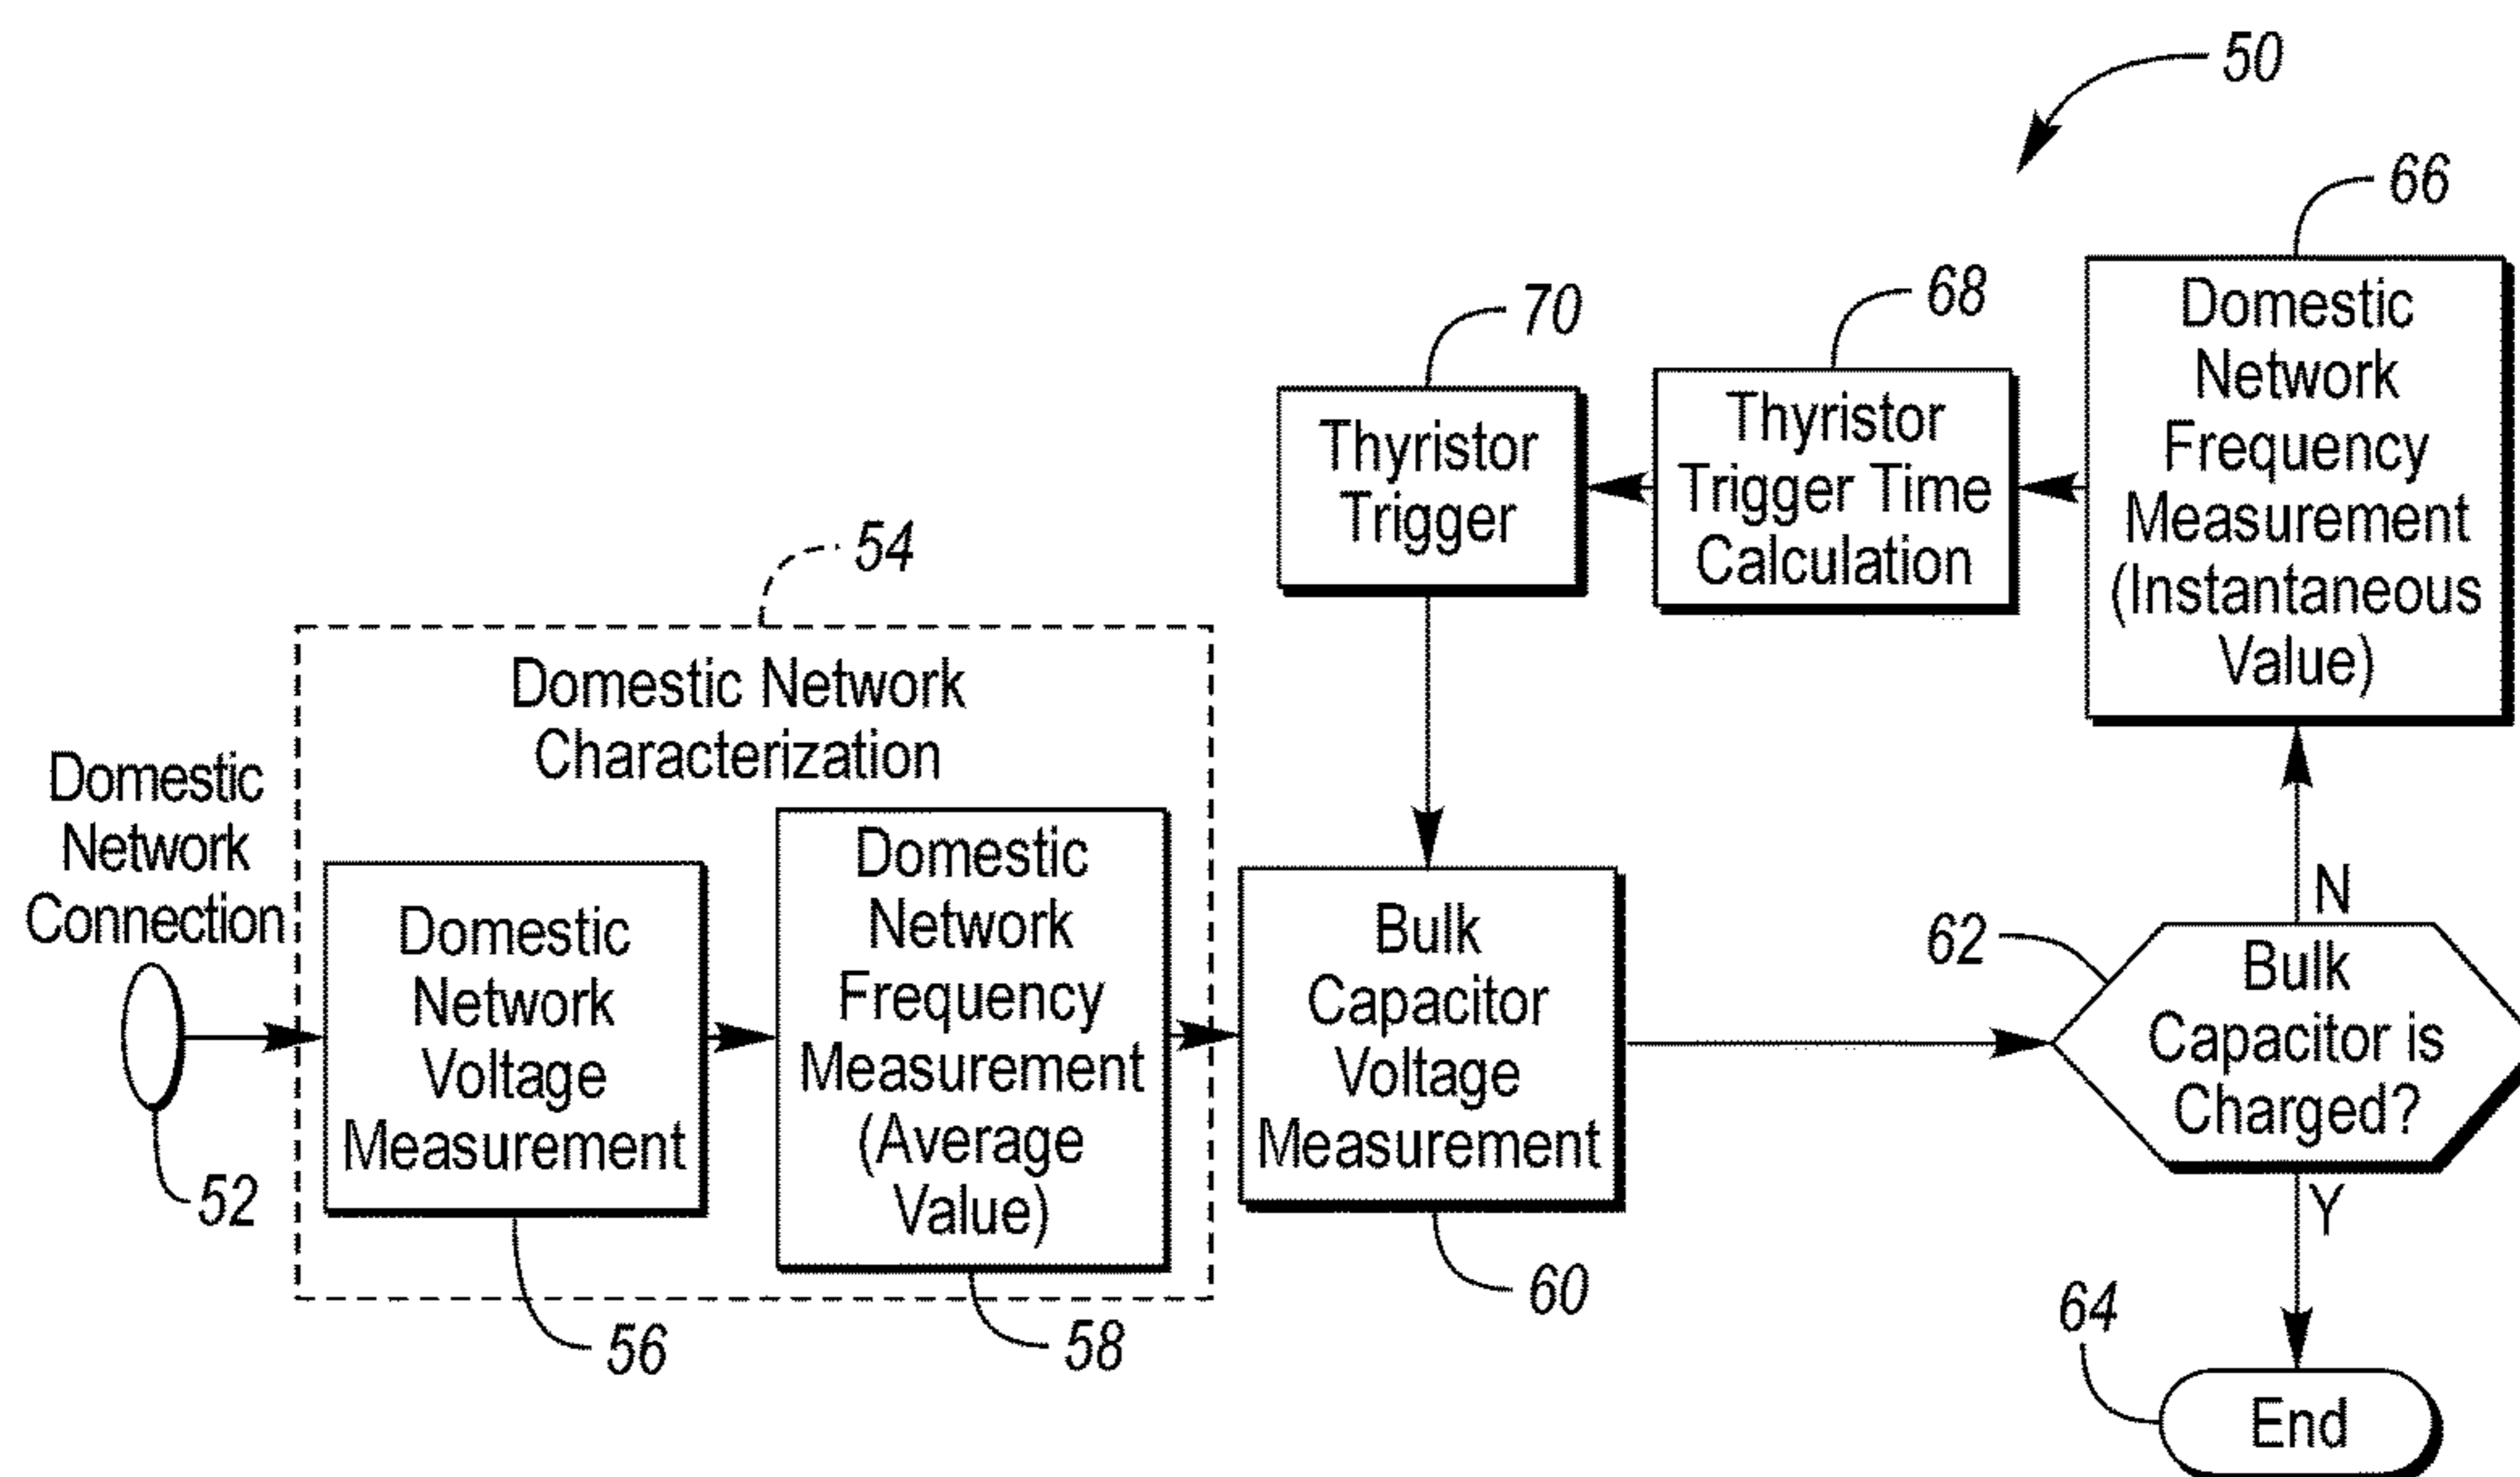 50
66
Domestic
Network
Frequency
Measurement
(Instantaneous
Value)
68
Thyristor
Trigger Time
Calculation
70
Thyristor
Trigger
54
Domestic Network
Characterization
Domestic
Network
Connection
52
Domestic
Network
Voltage
Measurement
56
Domestic
Network
Frequency
Measurement
(Average
Value)
58
Bulk
Capacitor
Voltage
Measurement
60
62
Bulk
Capacitor is
Charged?
N
Y
64
End